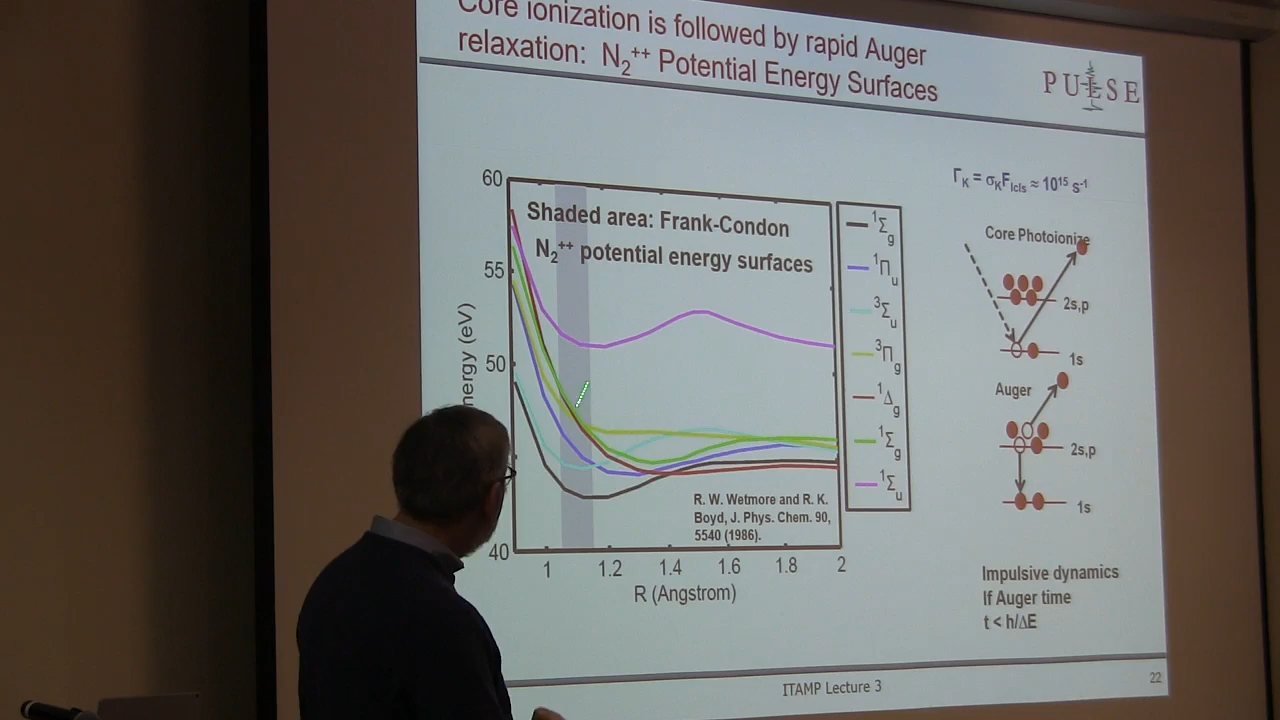 Core ionization is followed by rapid Auger
relaxation: N₂⁺⁺ Potential Energy Surfaces
PULSE
60
55
50
40
nergy (eV)
Shaded area: Frank-Condon
N₂⁺⁺ potential energy surfaces
R. W. Wetmore and R. K.
Boyd, J. Phys. Chem. 90,
5540 (1986).
1 1.2 1.4 1.6 1.8 2
R (Angstrom)
¹Σg
¹Πu
³Σu
³Πg
¹Δg
¹Σg
¹Σu
ΓK = σKFlcls ≈ 10¹⁵ s⁻¹
Core Photoionize
2s,p
1s
Auger
2s,p
1s
Impulsive dynamics
If Auger time
t < h/ΔE
ITAMP Lecture 3
22